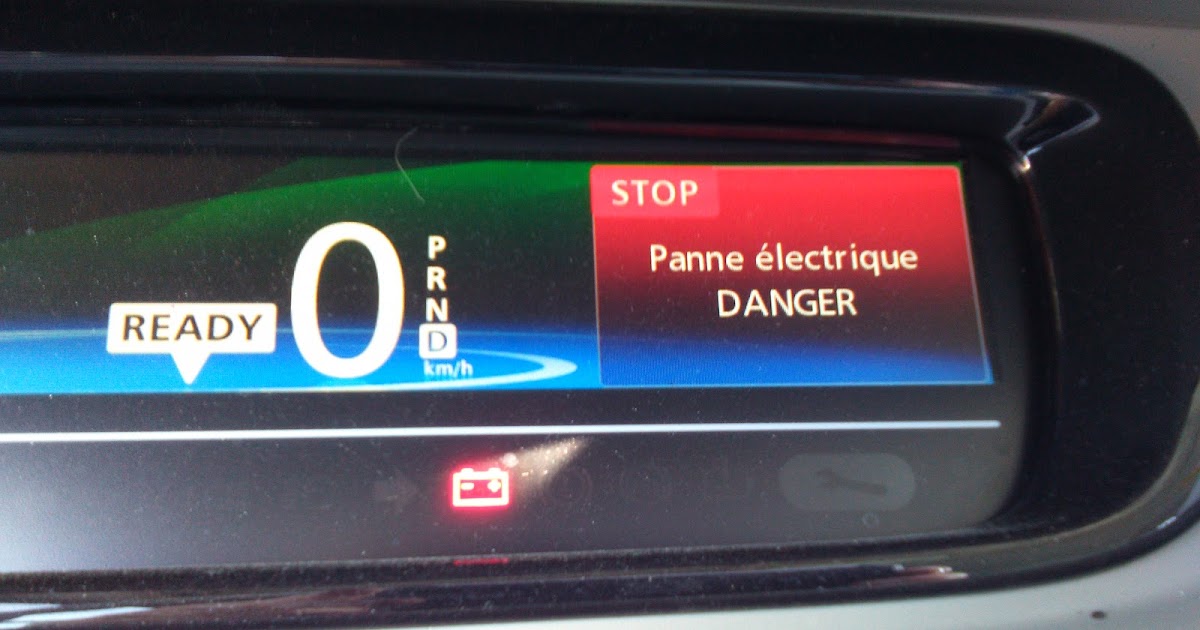 READY
0
P
R
N
D
km/h
STOP
Panne électrique
DANGER